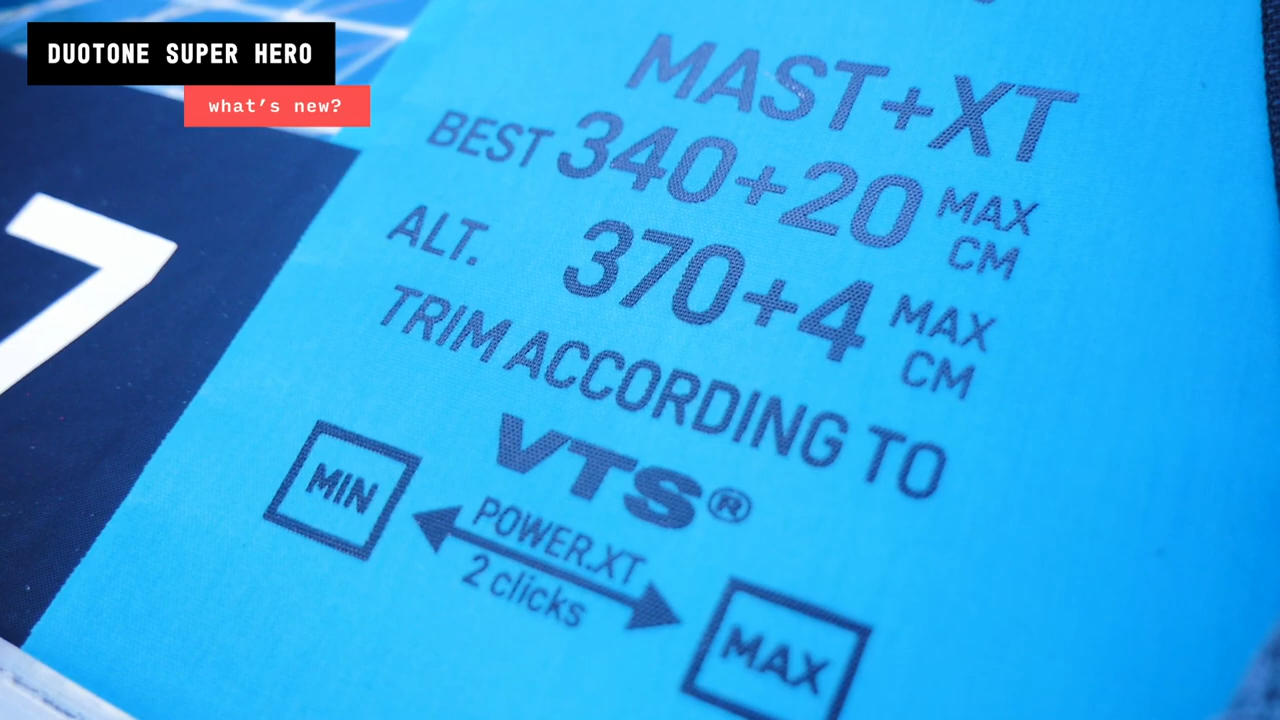 DUOTONE SUPER HERO
what's new?
7
MAST+XT
BEST 340+20 MAX CM
ALT. 370+4 MAX CM
TRIM ACCORDING TO
VTS®
MIN POWER.XT MAX
2 clicks